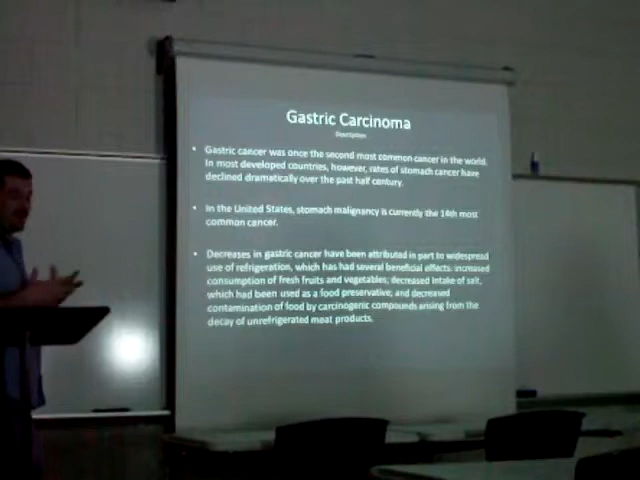 Gastric Carcinoma
Description
• Gastric cancer was once the second most common cancer in the world.
In most developed countries, however, rates of stomach cancer have
declined dramatically over the past half century.
• In the United States, stomach malignancy is currently the 14th most
common cancer.
• Decreases in gastric cancer have been attributed in part to widespread
use of refrigeration, which has had several beneficial effects: increased
consumption of fresh fruits and vegetables; decreased intake of salt,
which had been used as a food preservative; and decreased
contamination of food by carcinogenic compounds arising from the
decay of unrefrigerated meat products.